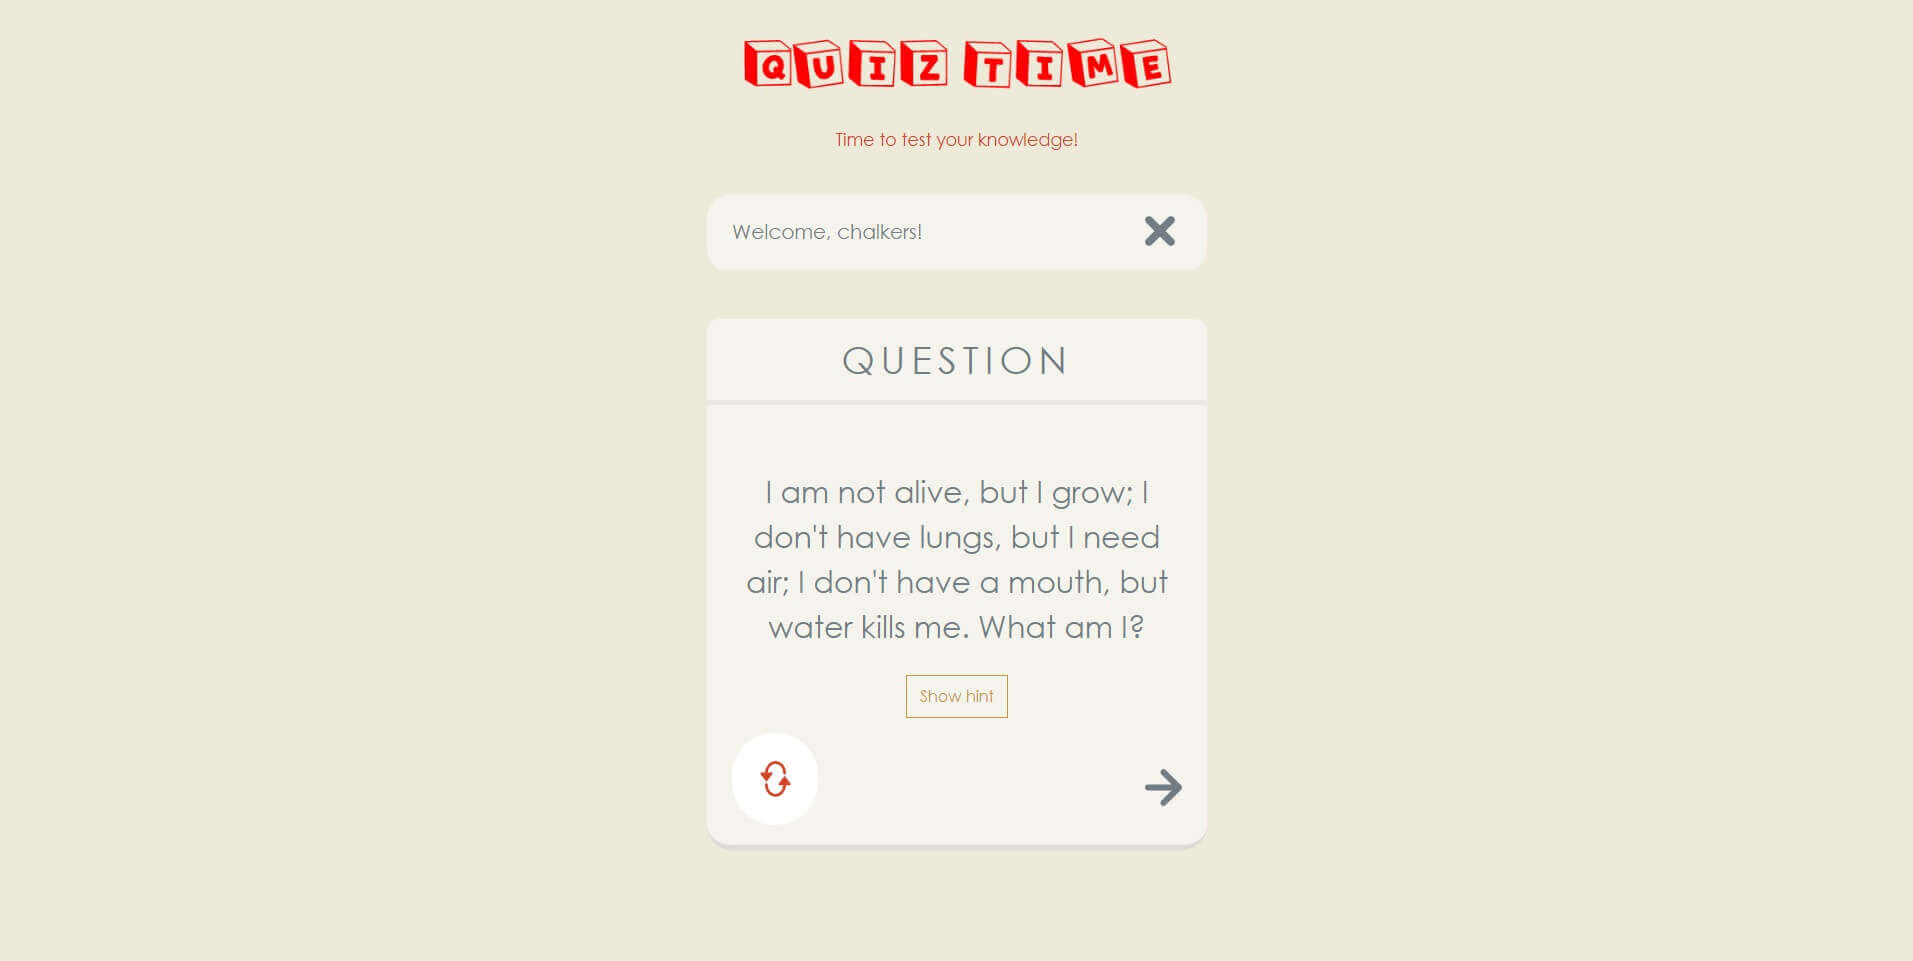 QUIZ TIME
Time to test your knowledge!
Welcome, chalkers!
QUESTION
I am not alive, but I grow; I
don't have lungs, but I need
air; I don't have a mouth, but
water kills me. What am I?
Show hint